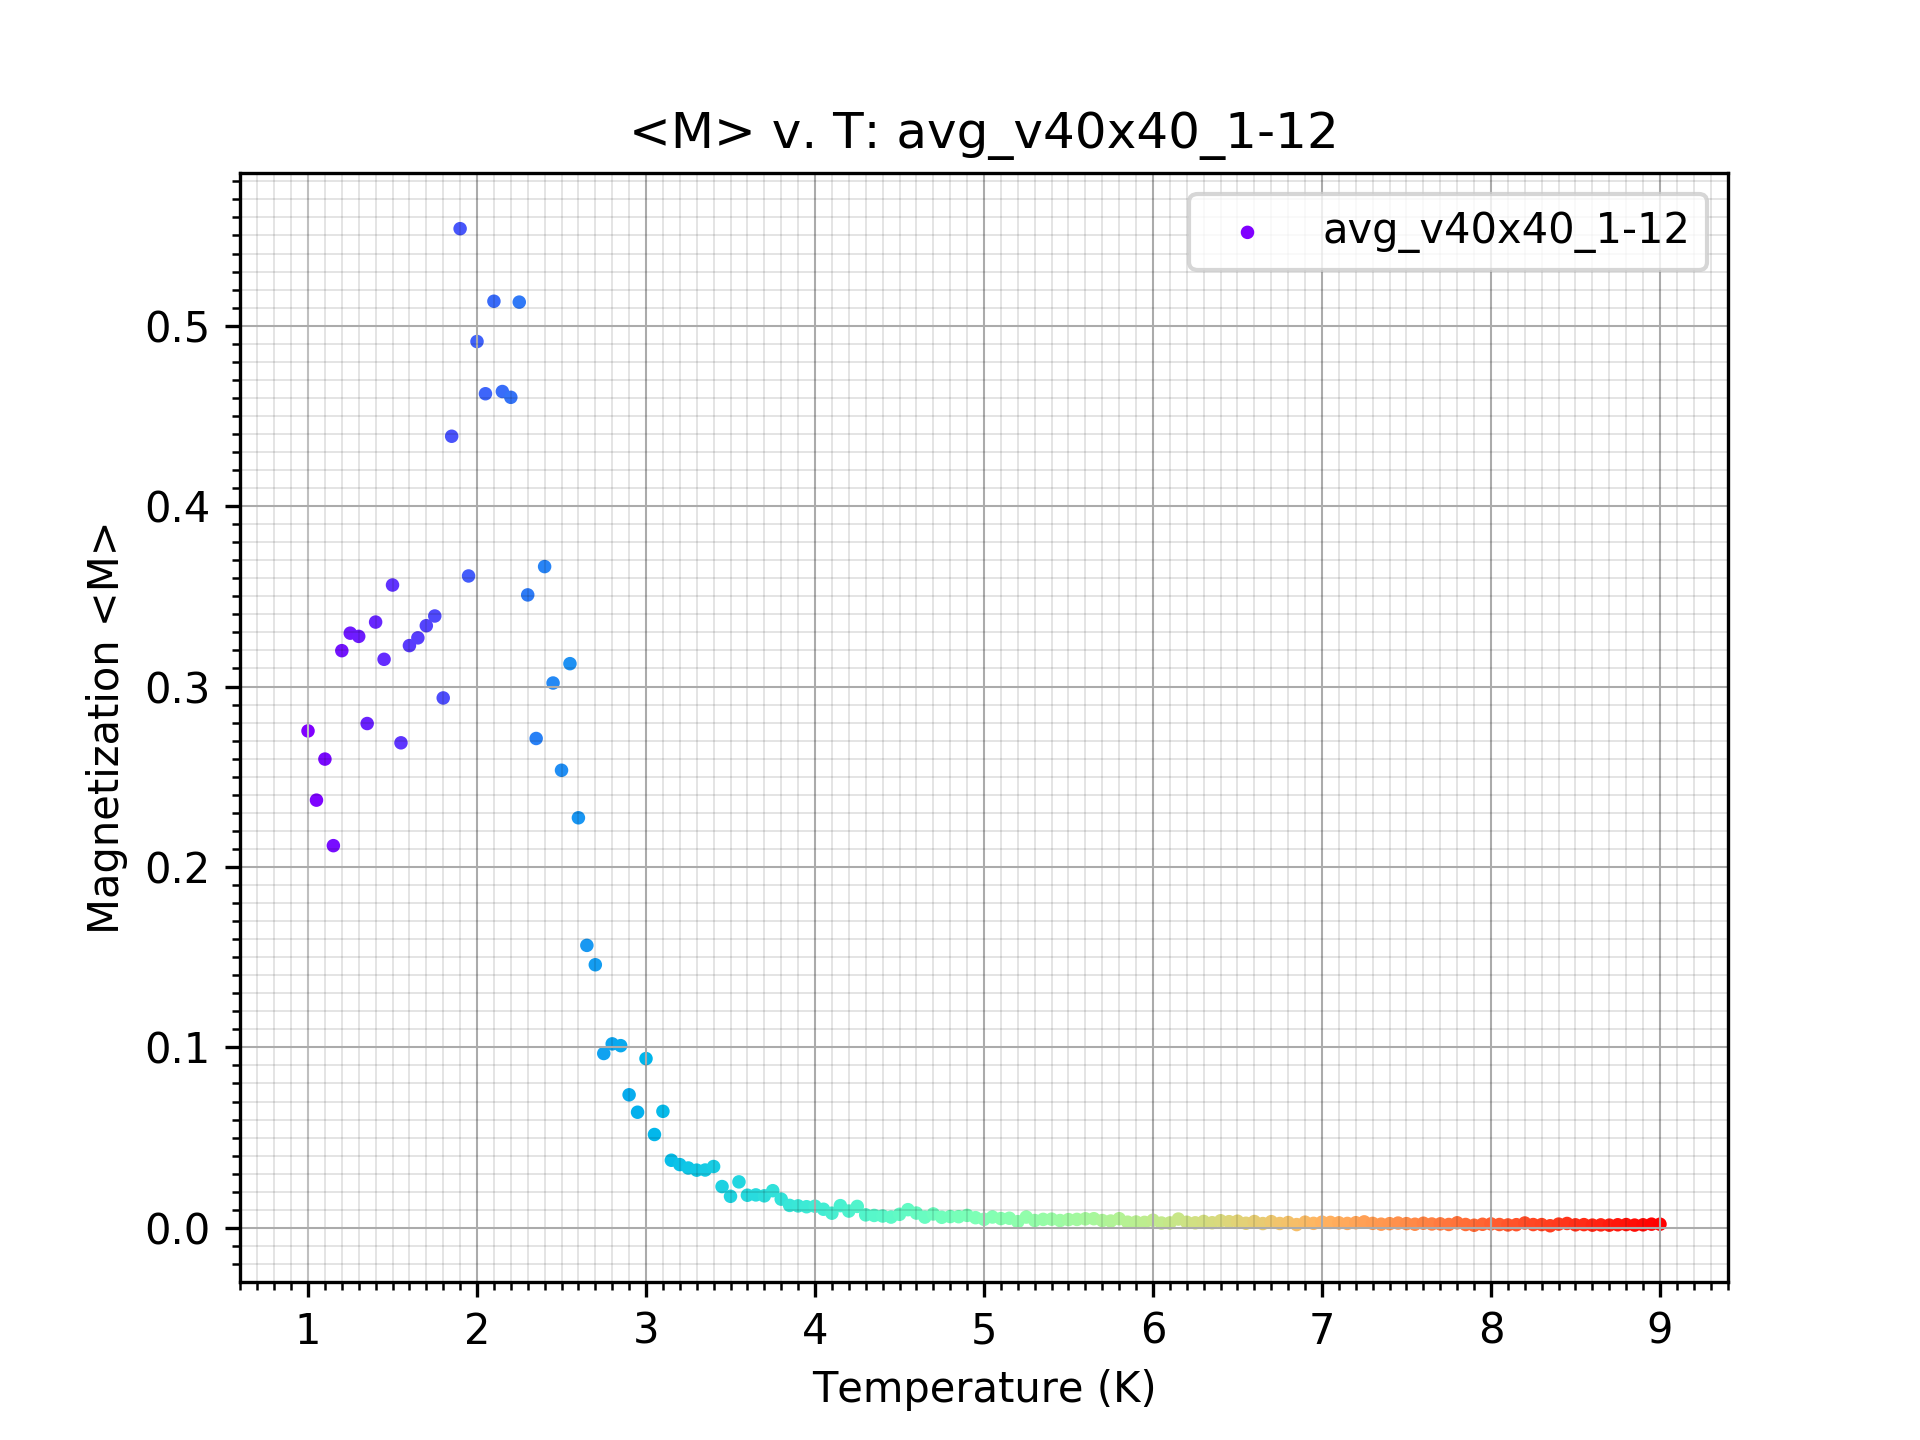 <M> v. T: avg_v40x40_1-12
avg_v40x40_1-12
Magnetization <M>
0.5
0.4
0.3
0.2
0.1
0.0
1 2 3 4 5 6 7 8 9
Temperature (K)